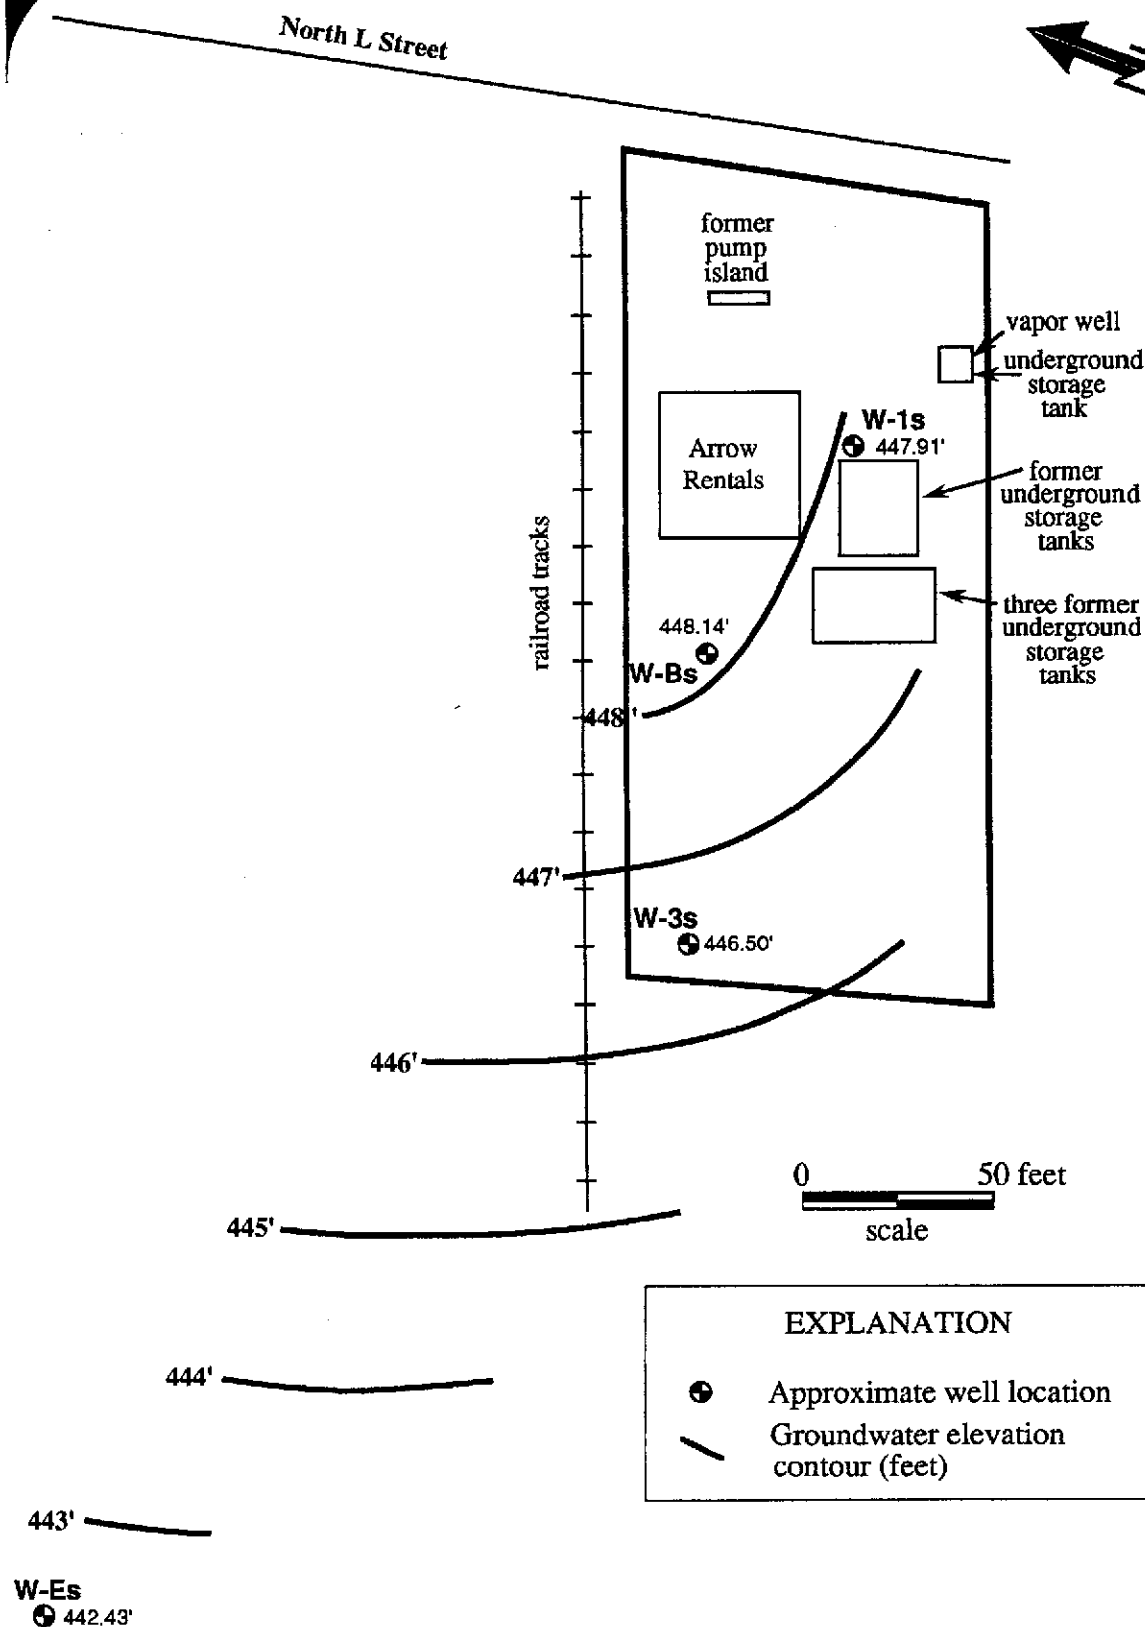 North L Street
former
pump
island
vapor well
underground
storage
tank
W-1s
447.91'
Arrow
Rentals
former
underground
storage
tanks
railroad tracks
three former
underground
storage
tanks
448.14'
W-Bs
448'
447'
W-3s
446.50'
446'
0 50 feet
scale
445'
EXPLANATION
444'
Approximate well location
Groundwater elevation
contour (feet)
443'
W-Es
442.43'